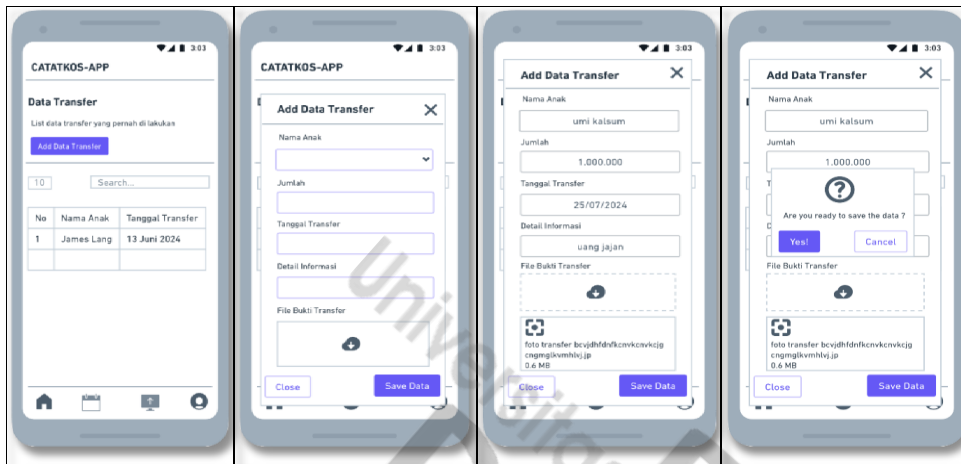 3:03
CATATKOS-APP
Data Transfer
List data transfer yang pernah di lakukan
Add Data Transfer
10
Search...
No Nama Anak Tanggal Transfer
1 James Lang 13 Juni 2024
3:03
CATATKOS-APP
Add Data Transfer
Nama Anak
Jumlah
Tanggal Transfer
Detail Informasi
File Bukti Transfer
Close
Save Data
3:03
Add Data Transfer
Nama Anak
umi kalsum
Jumlah
1.000.000
Tanggal Transfer
25/07/2024
Detail Informasi
uang jajan
File Bukti Transfer
foto transfer bcvjdhfdnfkcnvkcnvkcjg
cngmglkvmhlvj.jp
0.6 MB
Close
Save Data
3:03
Add Data Transfer
Nama Anak
umi kalsum
Jumlah
1.000.000
T
Are you ready to save the data ?
Yes!
Cancel
D
File Bukti Transfer
foto transfer bcvjdhfdnfkcnvkcnvkcjg
cngmglkvmhlvj.jp
0.6 MB
Close
Save Data
Universitas